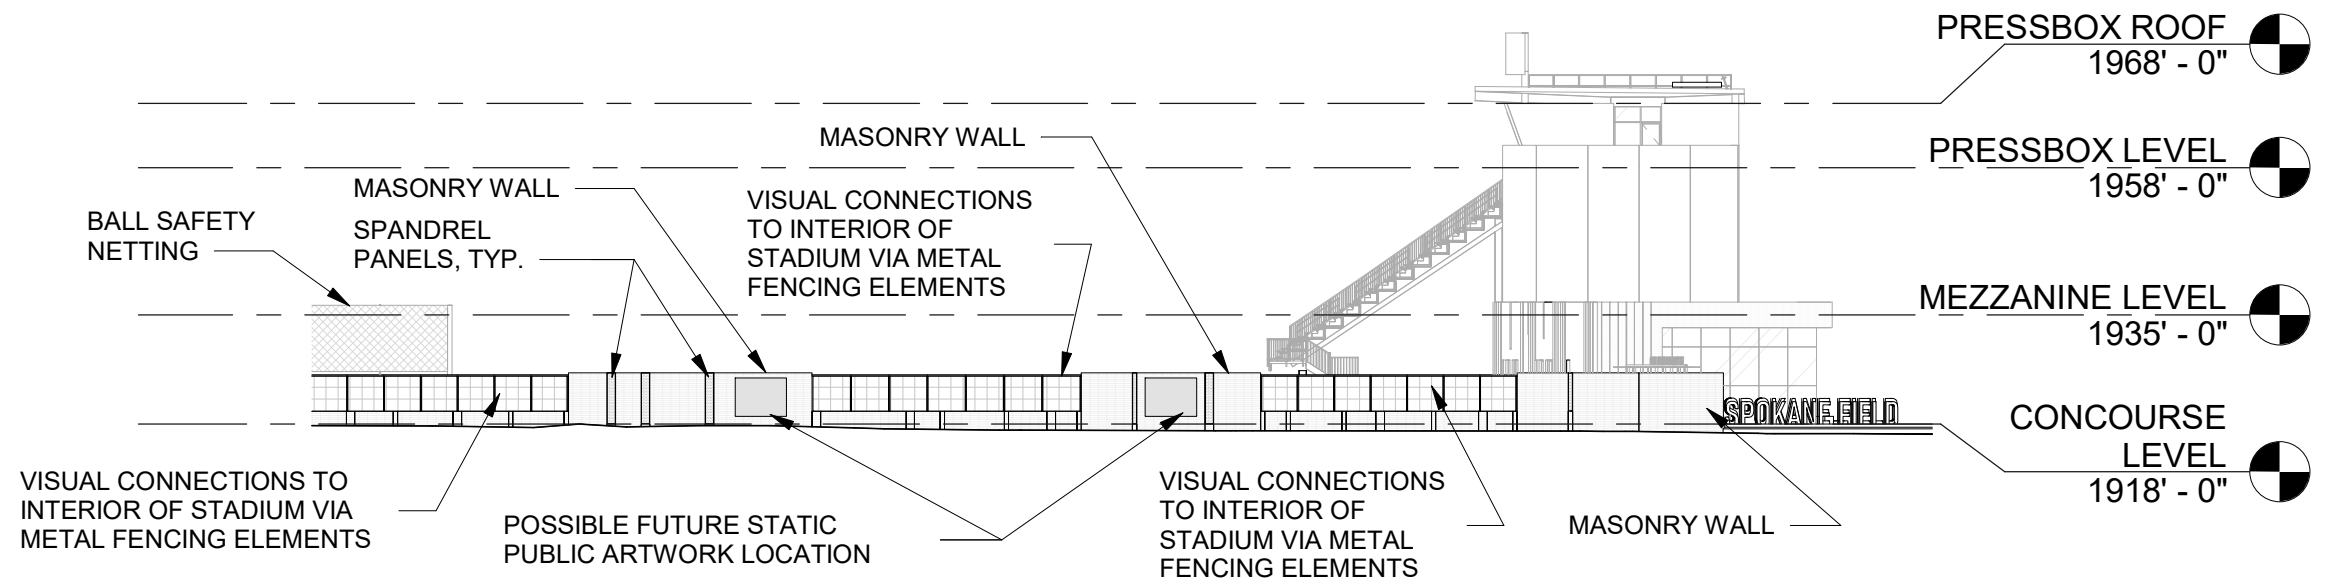 PRESSBOX ROOF
1968' - 0"
MASONRY WALL
PRESSBOX LEVEL
1958' - 0"
MASONRY WALL
VISUAL CONNECTIONS
TO INTERIOR OF
STADIUM VIA METAL
FENCING ELEMENTS
BALL SAFETY
NETTING
SPANDREL
PANELS, TYP.
MEZZANINE LEVEL
1935' - 0"
SPOKANE FIELD
CONCOURSE
LEVEL
1918' - 0"
VISUAL CONNECTIONS TO
INTERIOR OF STADIUM VIA
METAL FENCING ELEMENTS
POSSIBLE FUTURE STATIC
PUBLIC ARTWORK LOCATION
VISUAL CONNECTIONS
TO INTERIOR OF
STADIUM VIA METAL
FENCING ELEMENTS
MASONRY WALL